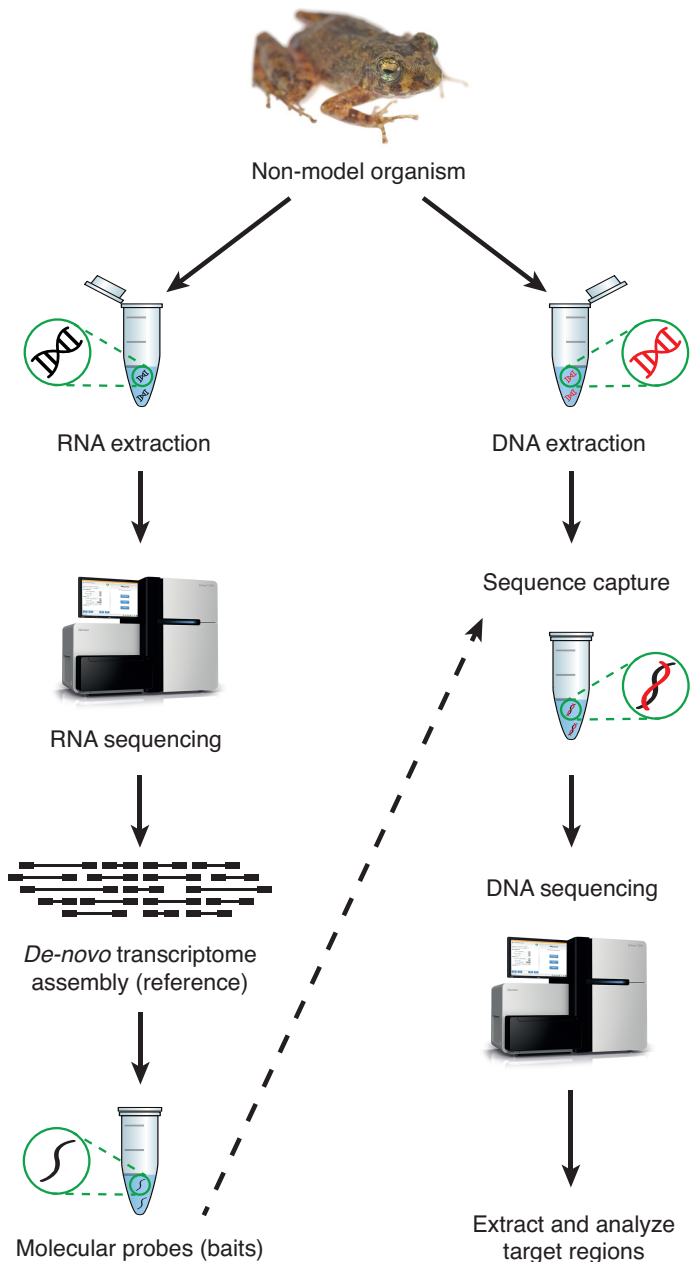 Non-model organism
RNA extraction
DNA extraction
Sequence capture
RNA sequencing
DNA sequencing
De-novo transcriptome
assembly (reference)
Molecular probes (baits)
Extract and analyze
target regions